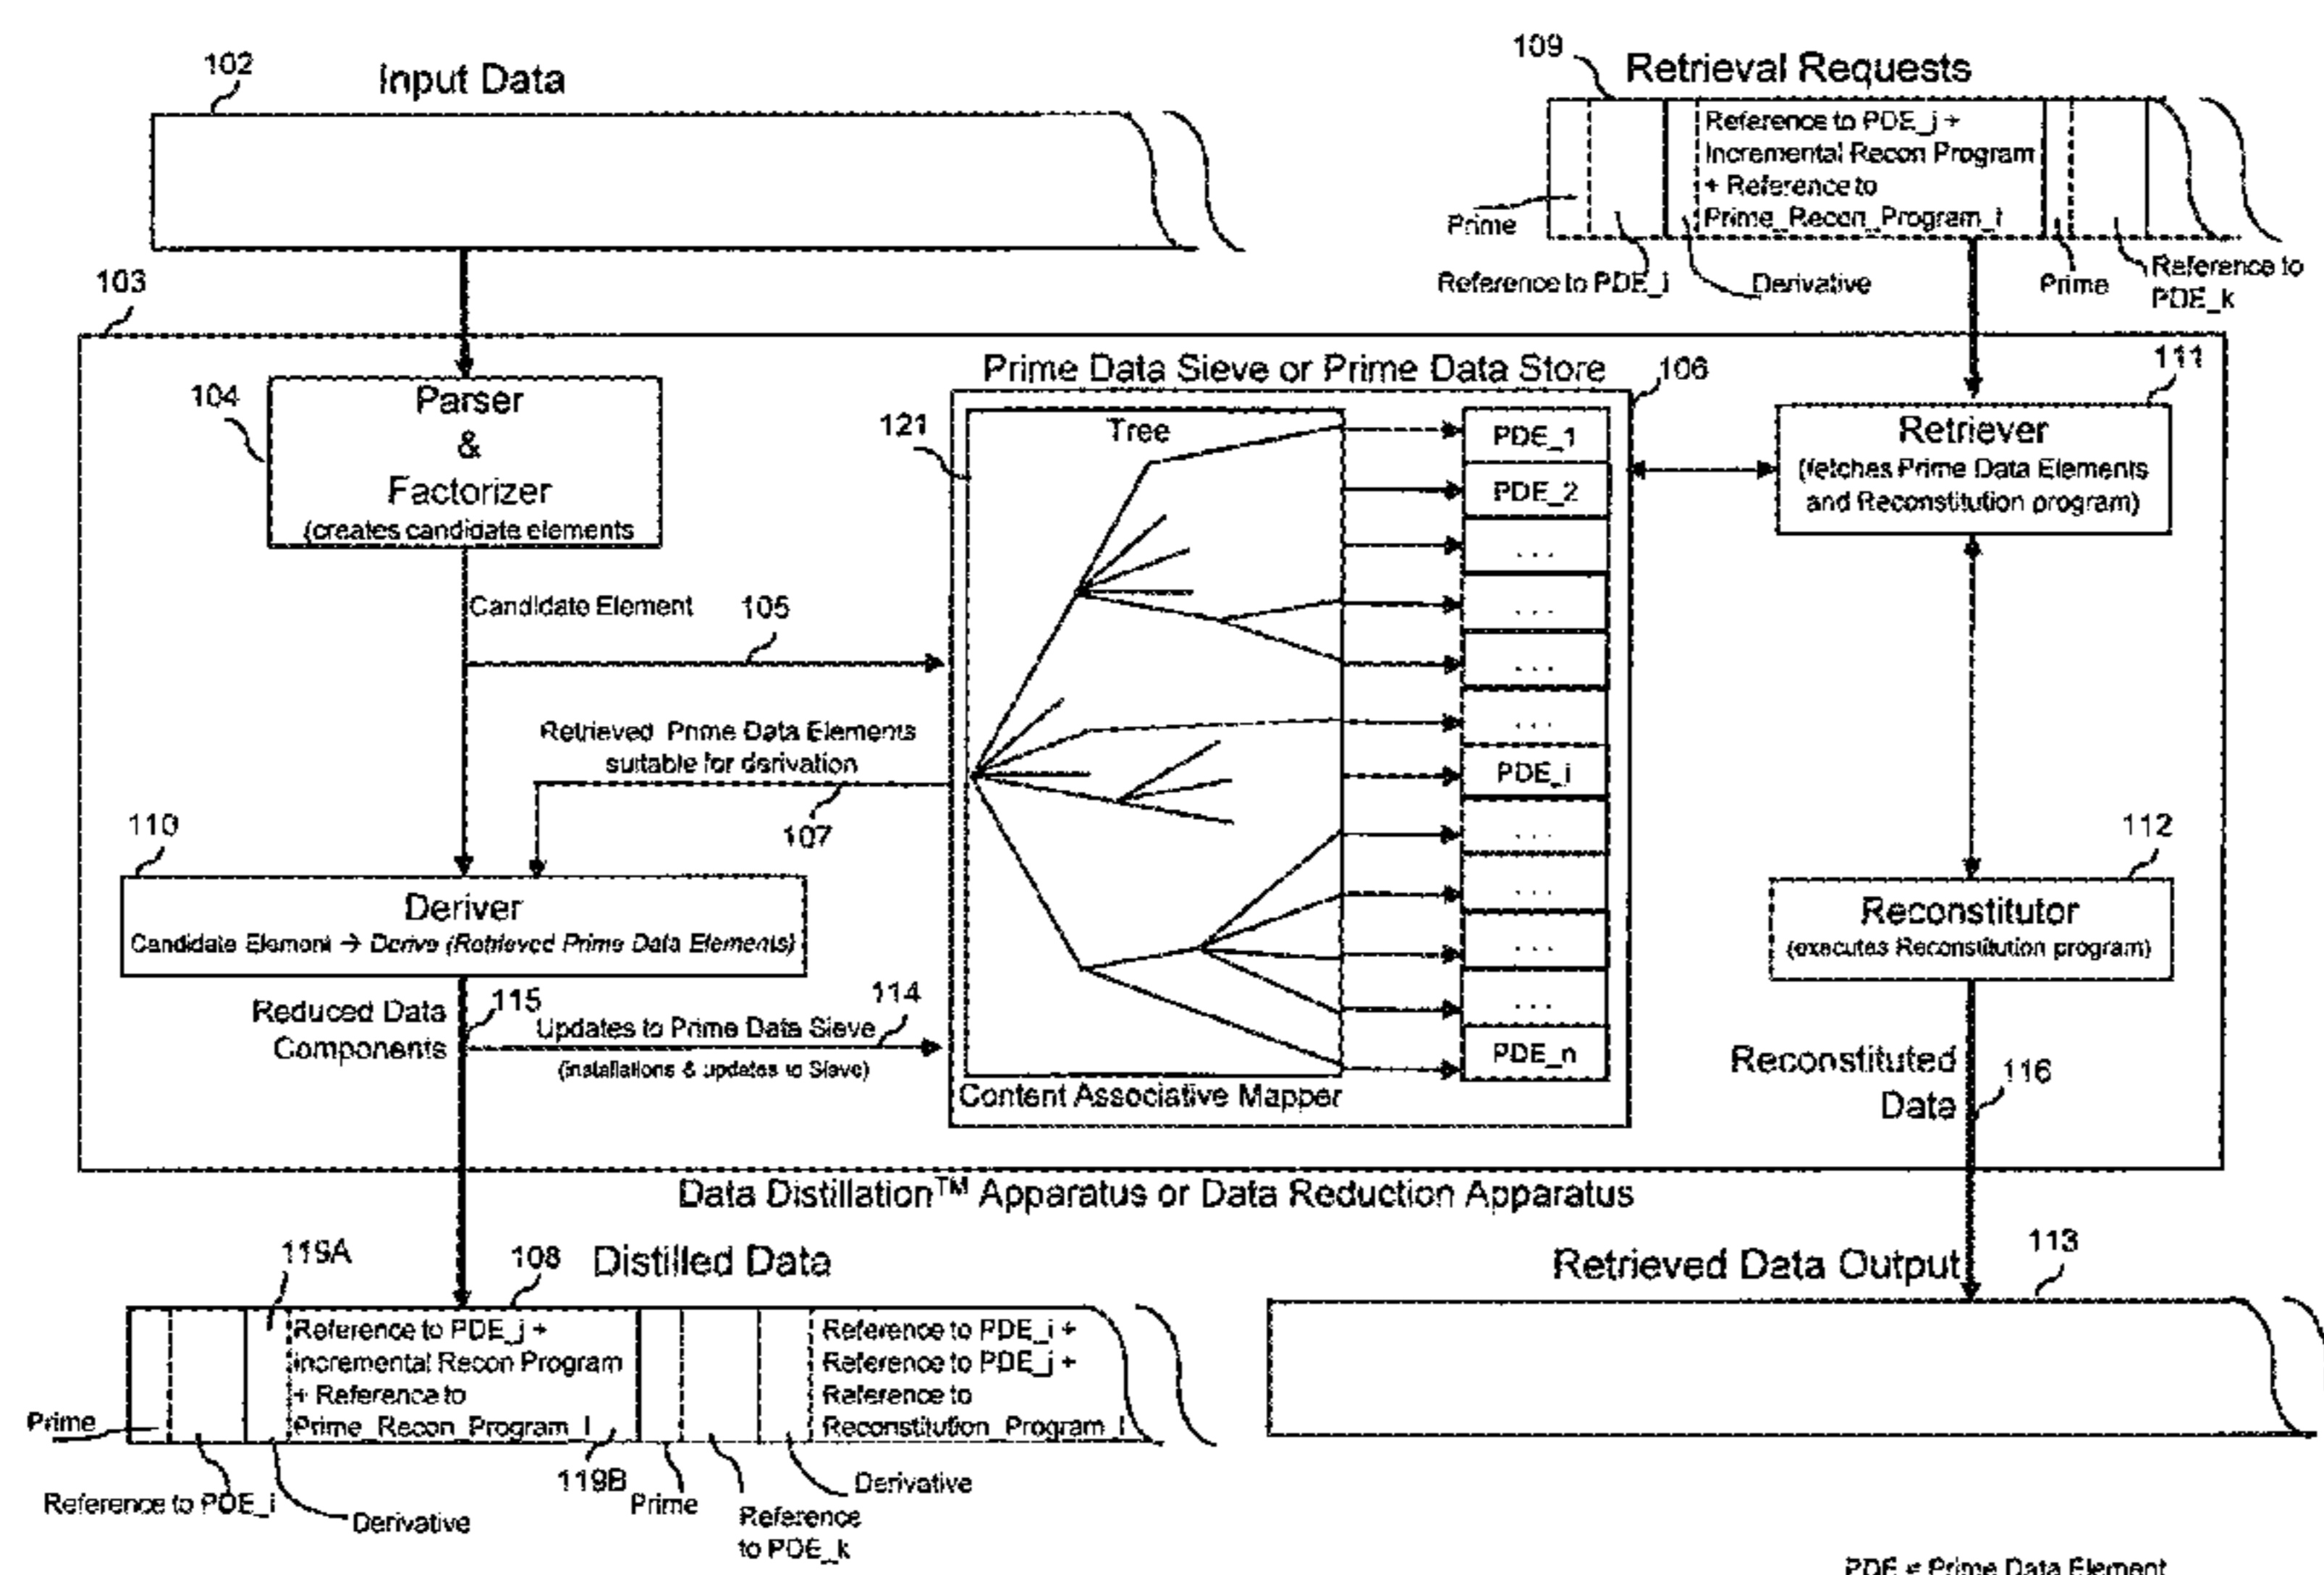 102
Input Data
109
Retrieval Requests
Reference to PDE_j +
Incremental Recon Program
+ Reference to
Prime_Recon_Program_l
Prime
Reference to PDE_i
Derivative
Prime
Reference to
PDE_k
103
104
Parser
&
Factorizer
(creates candidate elements
Prime Data Sieve or Prime Data Store
106
111
Retriever
(fetches Prime Data Elements
and Reconstitution program)
121
Tree
PDE_1
PDE_2
...
...
...
...
PDE_i
...
...
...
...
PDE_n
Content Associative Mapper
Candidate Element
105
Retrieved Prime Data Elements
suitable for derivation
107
110
Deriver
Candidate Element → Derive (Retrieved Prime Data Elements)
112
Reconstitutor
(executes Reconstitution program)
Reduced Data
Components
115
114
Updates to Prime Data Sieve
(installations & updates to Sieve)
Reconstituted
Data
116
Data Distillation™ Apparatus or Data Reduction Apparatus
119A
108
Distilled Data
Retrieved Data Output
113
Reference to PDE_j +
Incremental Recon Program
+ Reference to
Prime_Recon_Program_l
Reference to PDE_i +
Reference to PDE_j +
Reference to
Reconstitution_Program_l
Prime
119B
Reference to PDE_i
Derivative
Prime
Reference
to PDE_k
Derivative
PDE = Prime Data Element